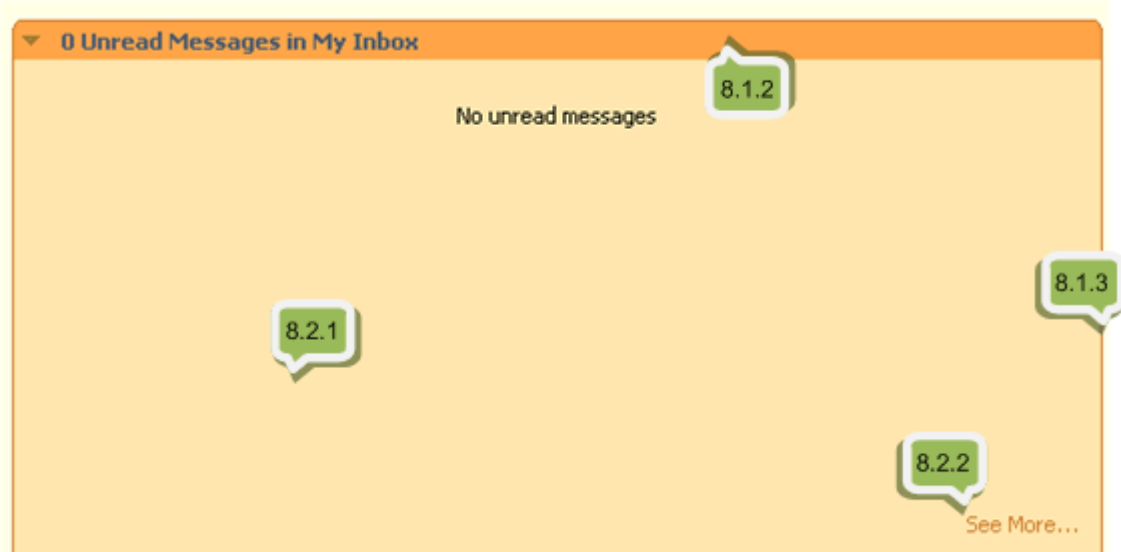 0 Unread Messages in My Inbox
8.1.2
No unread messages
8.1.3
8.2.1
8.2.2
See More...